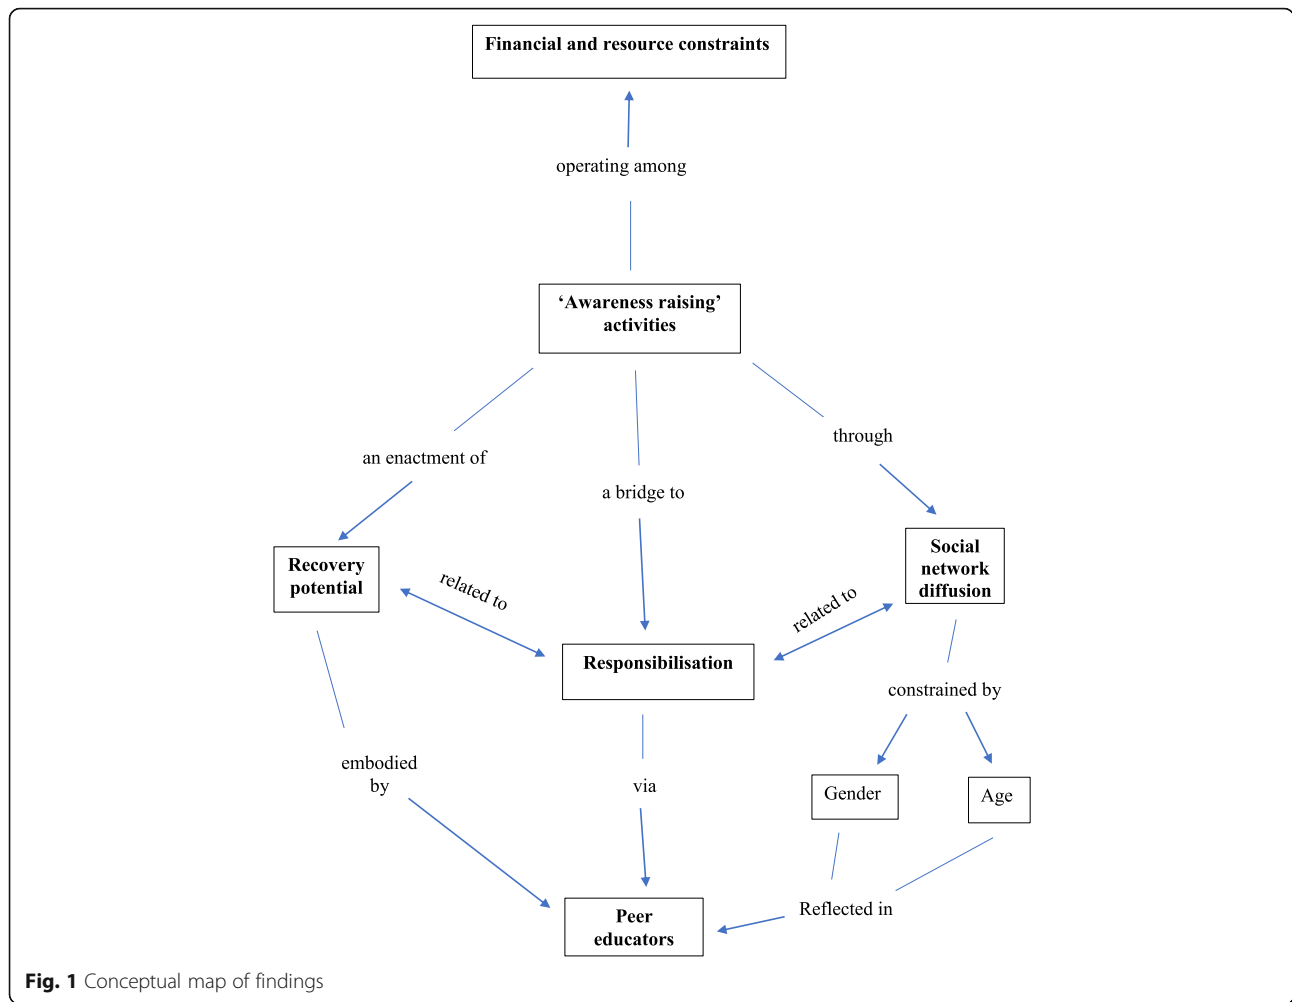 Financial and resource constraints
operating among
‘Awareness raising’
activities
through
an enactment of
a bridge to
Social
network
diffusion
Recovery
potential
related to
related to
Responsibilisation
constrained by
embodied
by
via
Gender
Age
Reflected in
Peer
educators
Fig. 1 Conceptual map of findings